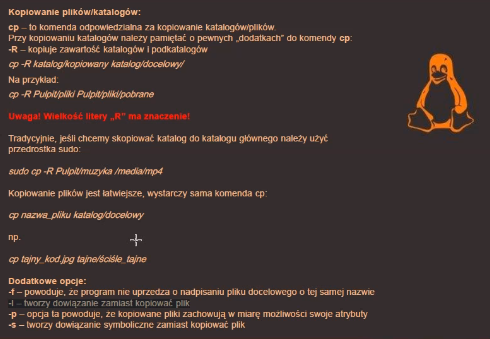 Kopiowanie plików/katalogów:
cp – to komenda odpowiedzialna za kopiowanie katalogów/plików.
Przy kopiowaniu katalogów należy pamiętać o pewnych „dodatkach” do komendy cp:
-R – kopiuje zawartość katalogów i podkatalogów
cp -R katalog/kopiowany katalog/docelowy/
Na przykład:
cp -R Pulpit/pliki Pulpit/pliki/pobrane
Uwaga! Wielkość litery „R” ma znaczenie!
Tradycyjnie, jeśli chcemy skopiować katalog do katalogu głównego należy użyć
przedrostka sudo:
sudo cp -R Pulpit/muzyka /media/mp4
Kopiowanie plików jest łatwiejsze, wystarczy sama komenda cp:
cp nazwa_pliku katalog/docelowy
np.
cp tajny_kod.jpg tajne/ściśle_tajne
Dodatkowe opcje:
-f – powoduje, że program nie uprzedza o nadpisaniu pliku docelowego o tej samej nazwie
-l – tworzy dowiązanie zamiast kopiować plik
-p – opcja ta powoduje, że kopiowane pliki zachowują w miarę możliwości swoje atrybuty
-s – tworzy dowiązanie symboliczne zamiast kopiować plik